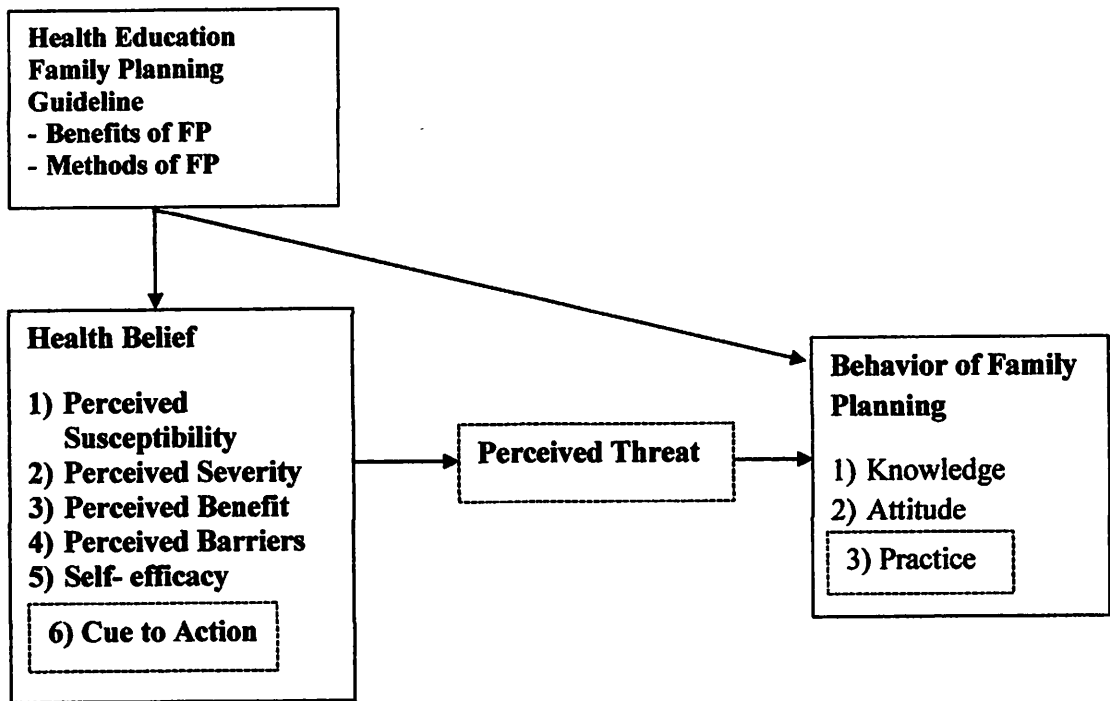 Health Education
Family Planning
Guideline
- Benefits of FP
- Methods of FP
Health Belief
1) Perceived
Susceptibility
2) Perceived Severity
3) Perceived Benefit
4) Perceived Barriers
5) Self- efficacy
6) Cue to Action
Perceived Threat
Behavior of Family
Planning
1) Knowledge
2) Attitude
3) Practice